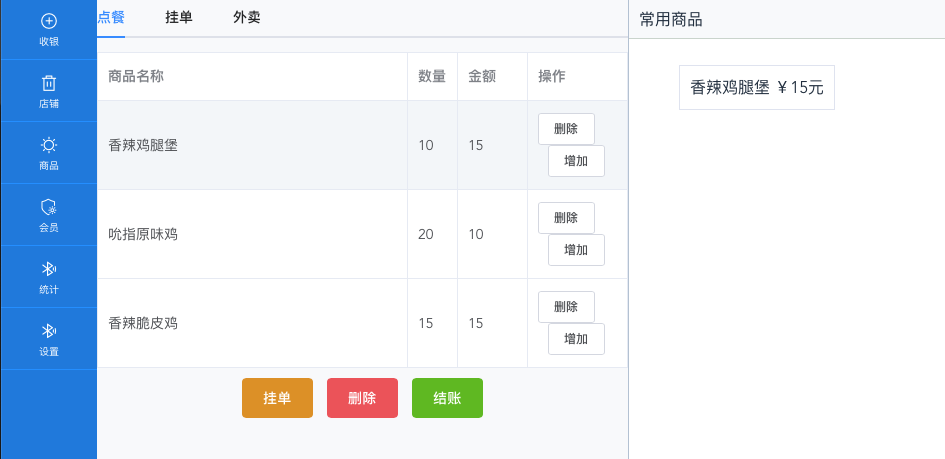 收银
店铺
商品
会员
统计
设置
点餐 挂单 外卖
商品名称 数量 金额 操作
香辣鸡腿堡 10 15 删除
增加
吮指原味鸡 20 10 删除
增加
香辣脆皮鸡 15 15 删除
增加
挂单 删除 结账
常用商品
香辣鸡腿堡 ￥15元